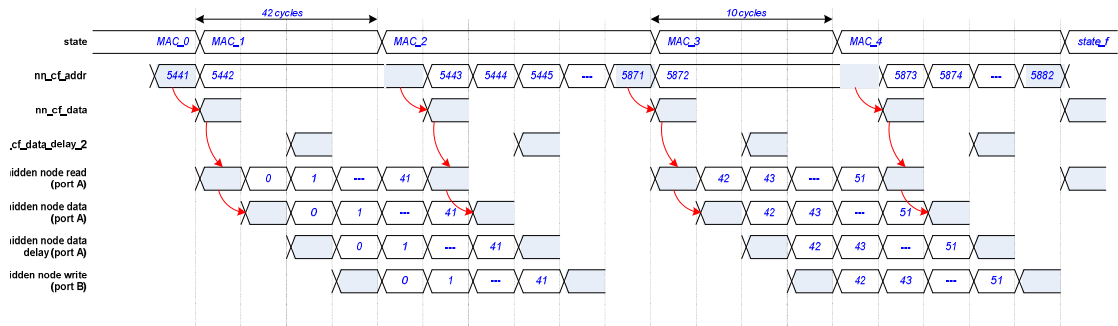 42 cycles 10 cycles
state MAC_0 MAC_1 MAC_2 MAC_3 MAC_4 state_f
nn_cf_addr 5441 5442 5443 5444 5445 --- 5871 5872 5873 5874 --- 5882
nn_cf_data
_cf_data_delay_2
idden node read
(port A) 0 1 --- 41 42 43 --- 51
idden node data
(port A) 0 1 --- 41 42 43 --- 51
idden node data
delay (port A) 0 1 --- 41 42 43 --- 51
idden node write
(port B) 0 1 --- 41 42 43 --- 51